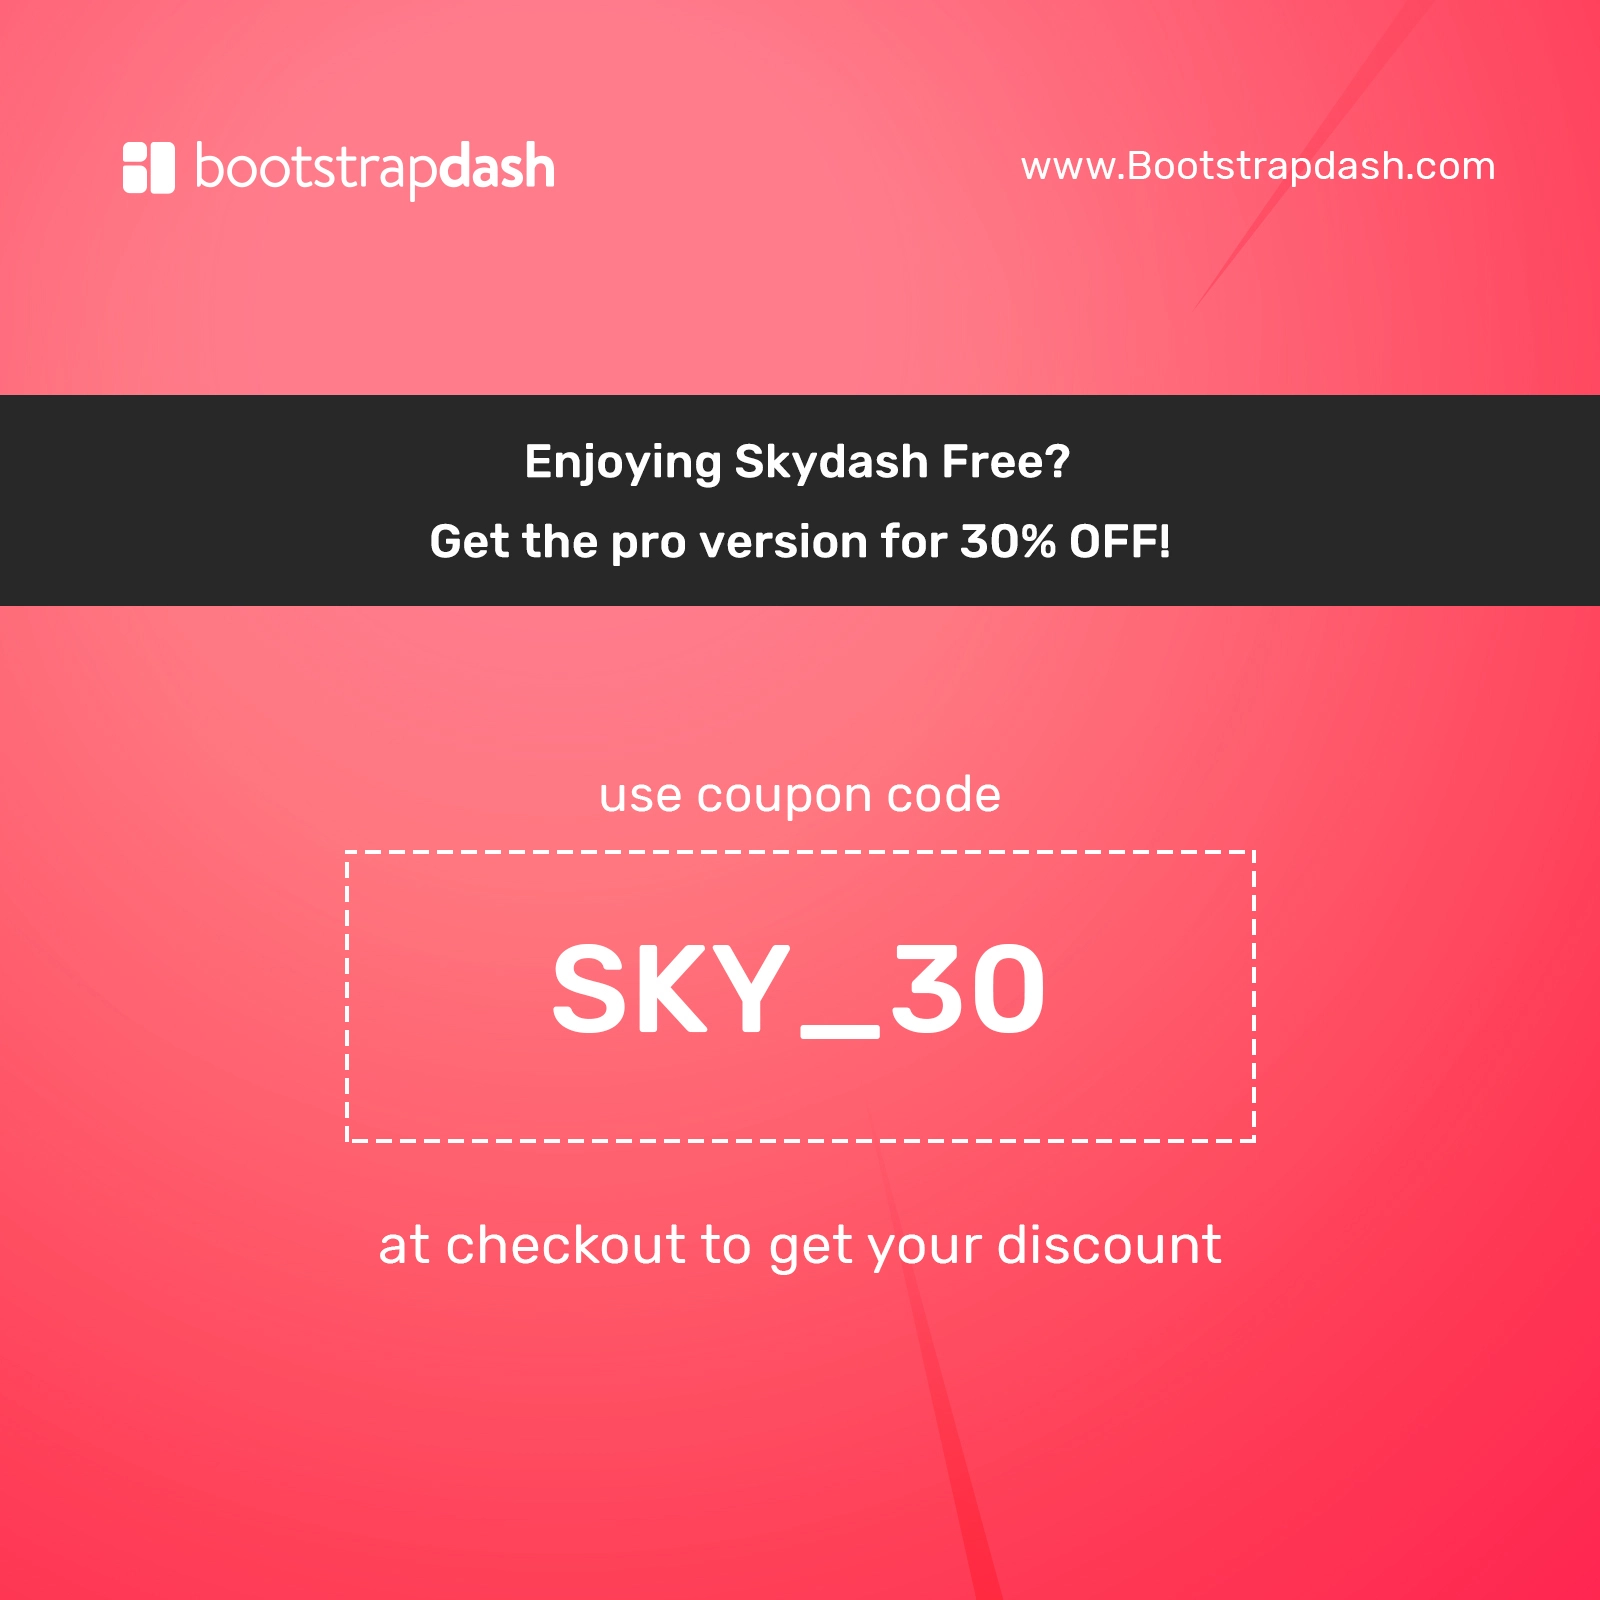 bootstrapdash
www.Bootstrapdash.com
Enjoying Skydash Free?
Get the pro version for 30% OFF!
use coupon code
SKY_30
at checkout to get your discount